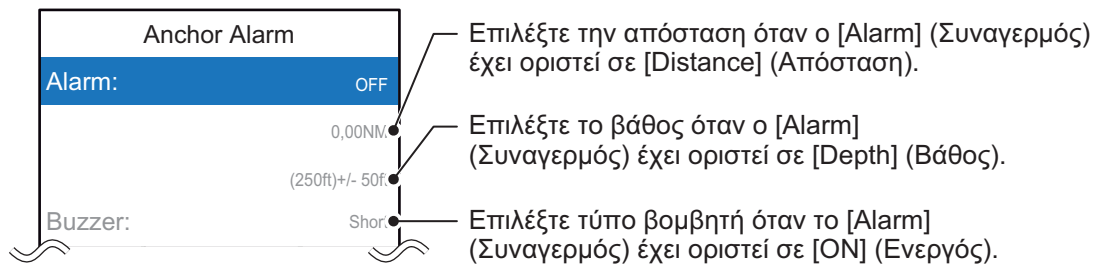 Anchor Alarm
Alarm: OFF
0,00NM
(250ft)+/- 50ft
Buzzer: Short
Επιλέξτε την απόσταση όταν ο [Alarm] (Συναγερμός)
έχει οριστεί σε [Distance] (Απόσταση).
Επιλέξτε το βάθος όταν ο [Alarm]
(Συναγερμός) έχει οριστεί σε [Depth] (Βάθος).
Επιλέξτε τύπο βομβητή όταν το [Alarm]
(Συναγερμός) έχει οριστεί σε [ON] (Ενεργός).